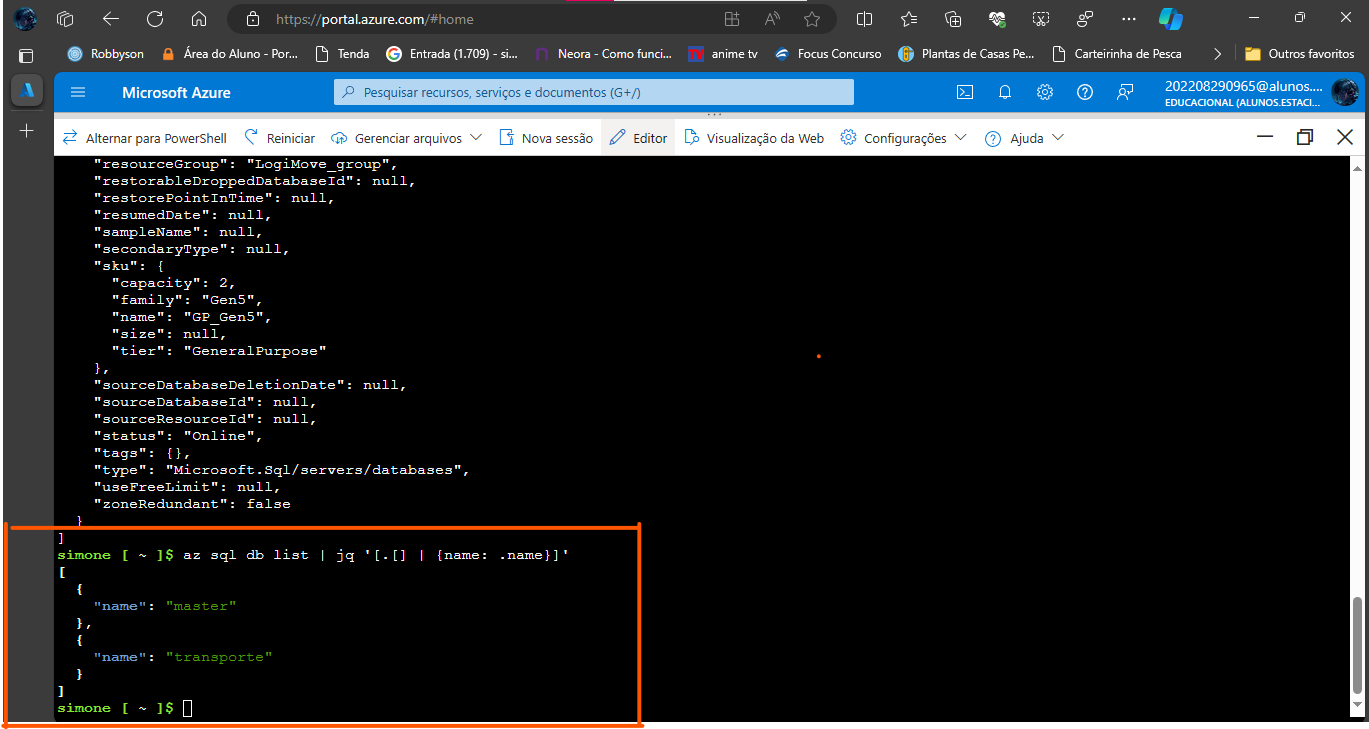 https://portal.azure.com/#home
Robbyson
Área do Aluno - Por...
Tenda
Entrada (1.709) - si...
Neora - Como funci...
anime tv
Focus Concurso
Plantas de Casas Pe...
Carteirinha de Pesca
Outros favoritos
Microsoft Azure
Pesquisar recursos, serviços e documentos (G+/)
202208290965@alunos....
EDUCACIONAL (ALUNOS.ESTACI...
Alternar para PowerShell
Reiniciar
Gerenciar arquivos
Nova sessão
Editor
Visualização da Web
Configurações
Ajuda
"resourceGroup": "LogiMove_group",
"restorableDroppedDatabaseId": null,
"restorePointInTime": null,
"resumedDate": null,
"sampleName": null,
"secondaryType": null,
"sku": {
"capacity": 2,
"family": "Gen5",
"name": "GP_Gen5",
"size": null,
"tier": "GeneralPurpose"
},
"sourceDatabaseDeletionDate": null,
"sourceDatabaseId": null,
"sourceResourceId": null,
"status": "Online",
"tags": {},
"type": "Microsoft.Sql/servers/databases",
"useFreeLimit": null,
"zoneRedundant": false
}
]
simone [ ~ ]$ az sql db list | jq '[.[] | {name: .name}]'
[
{
"name": "master"
},
{
"name": "transporte"
}
]
simone [ ~ ]$